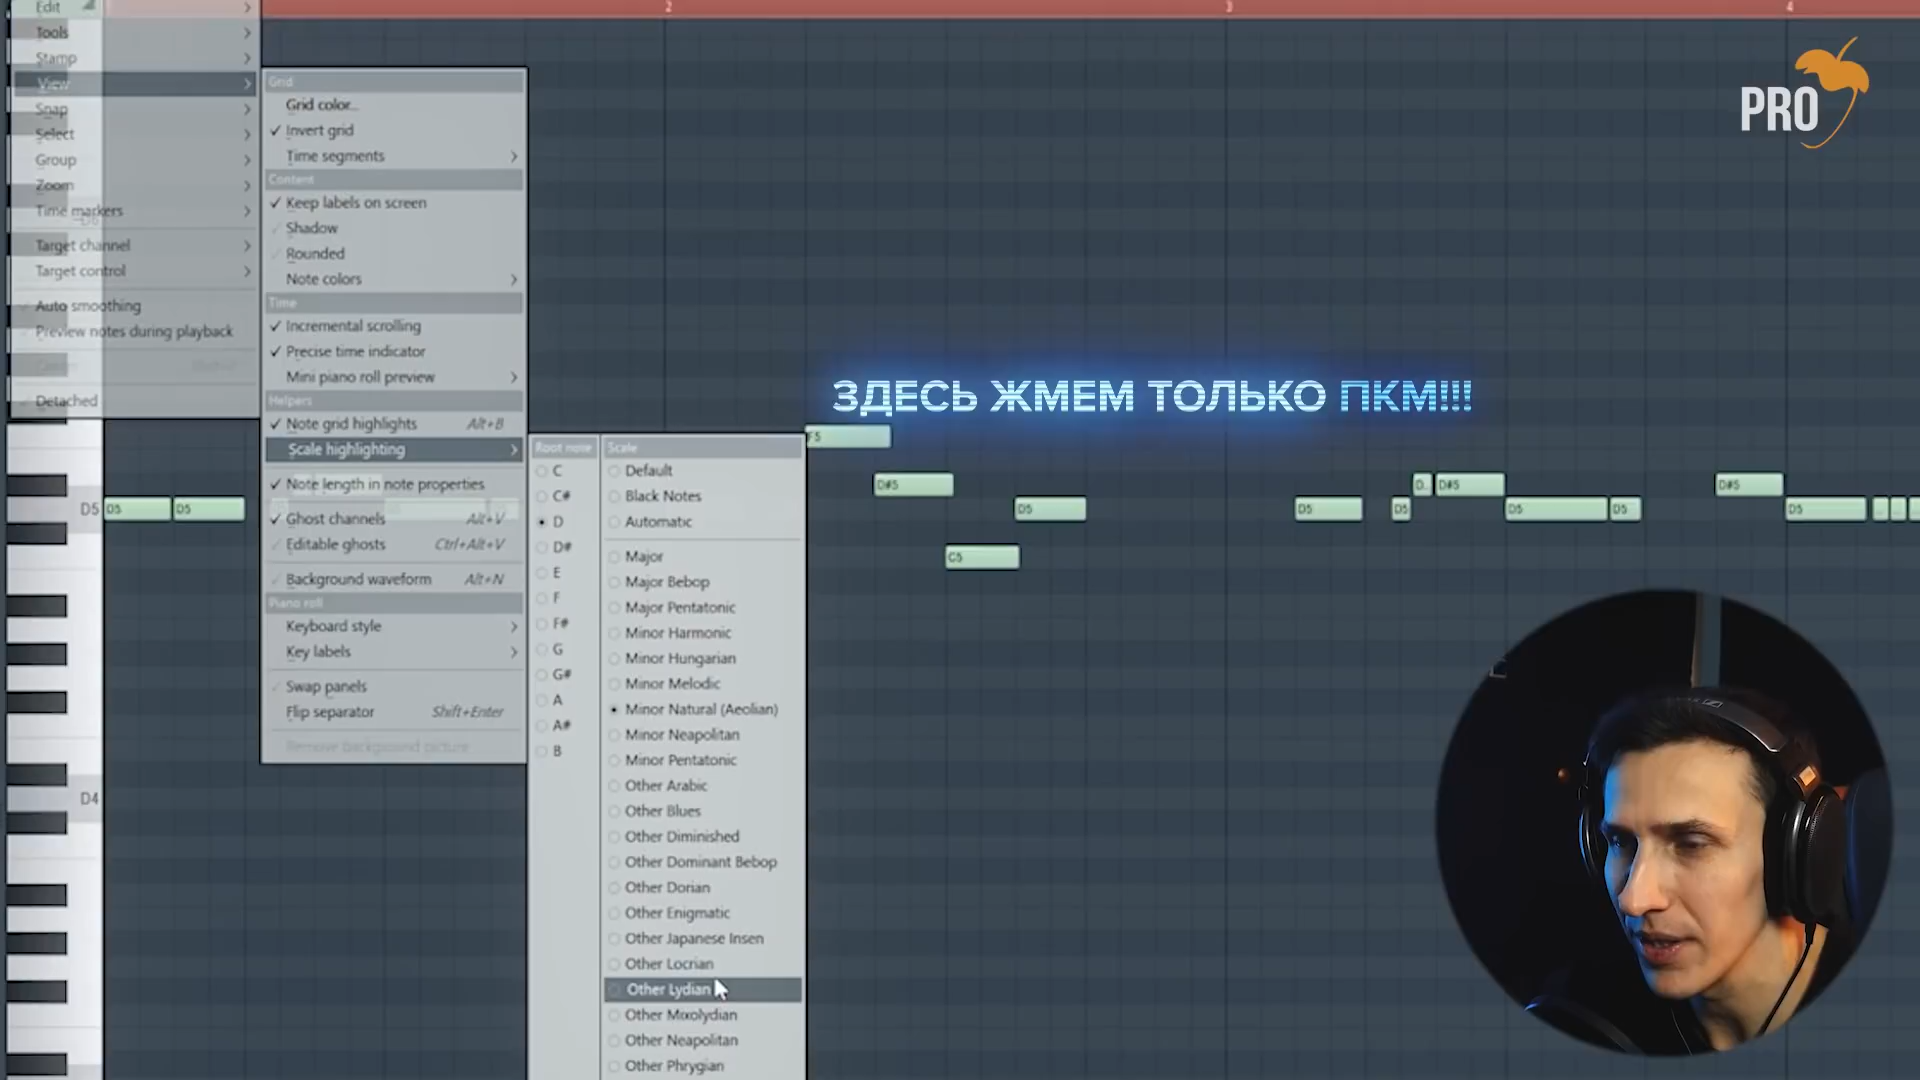 2
3
4
Edit
Tools
Stamp
View
Snap
Select
Group
Zoom
Time markers
Target channel
Target control
Auto smoothing
Preview notes during playback
Detached
Grid
Grid color...
Invert grid
Time segments
Content
Keep labels on screen
Shadow
Rounded
Note colors
Time
Incremental scrolling
Precise time indicator
Mini piano roll preview
Helpers
Note grid highlights Alt+B
Scale highlighting
Note length in note properties
Ghost channels Alt+V
Editable ghosts Ctrl+Alt+V
Background waveform Alt+N
Piano roll
Keyboard style
Key labels
Swap panels
Flip separator Shift+Enter
Remove background picture
Root note
C
C#
D
D#
E
F
F#
G
G#
A
A#
B
Scale
Default
Black Notes
Automatic
Major
Major Bebop
Major Pentatonic
Minor Harmonic
Minor Hungarian
Minor Melodic
Minor Natural (Aeolian)
Minor Neapolitan
Minor Pentatonic
Other Arabic
Other Blues
Other Diminished
Other Dominant Bebop
Other Dorian
Other Enigmatic
Other Japanese Insen
Other Locrian
Other Lydian
Other Mixolydian
Other Neapolitan
Other Phrygian
PRO
ЗДЕСЬ ЖМЕМ ТОЛЬКО ПКМ!!!
F5
D#5
D.. D#5
D#5
D5
D5
D5
D5
D5
D5
D5
D5
D5
C5
D4